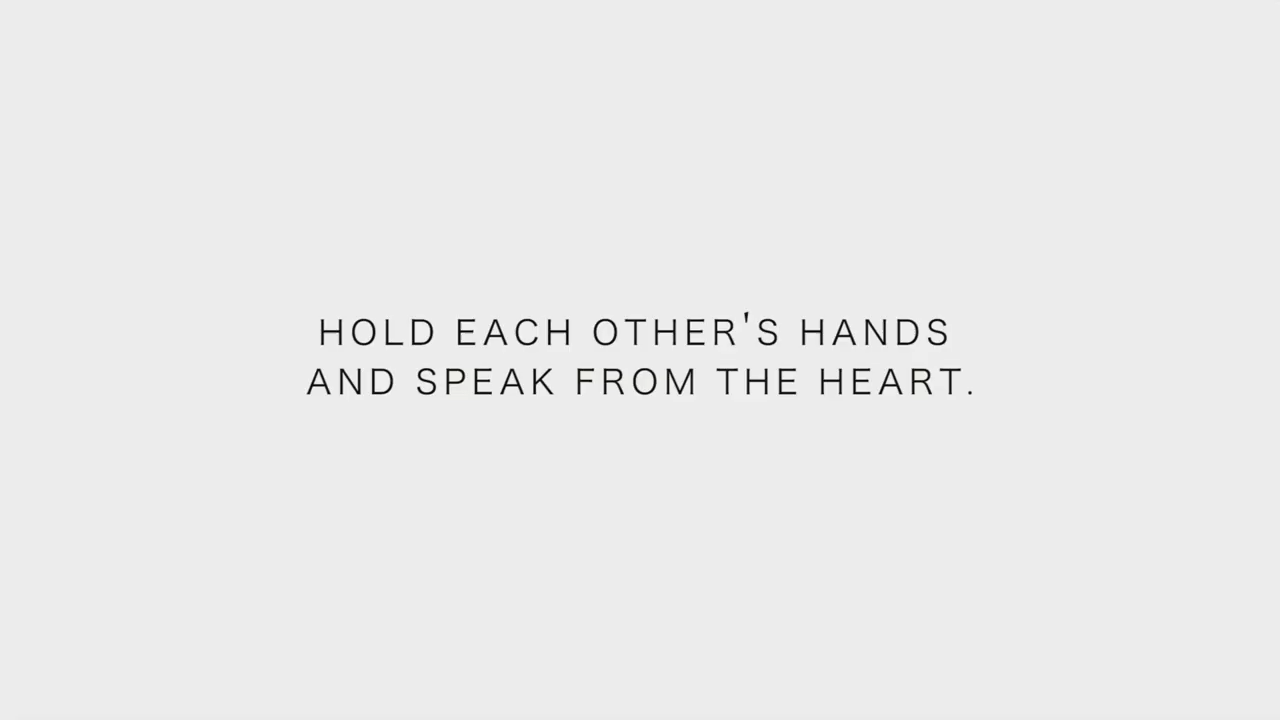 HOLD EACH OTHER'S HANDS
AND SPEAK FROM THE HEART.